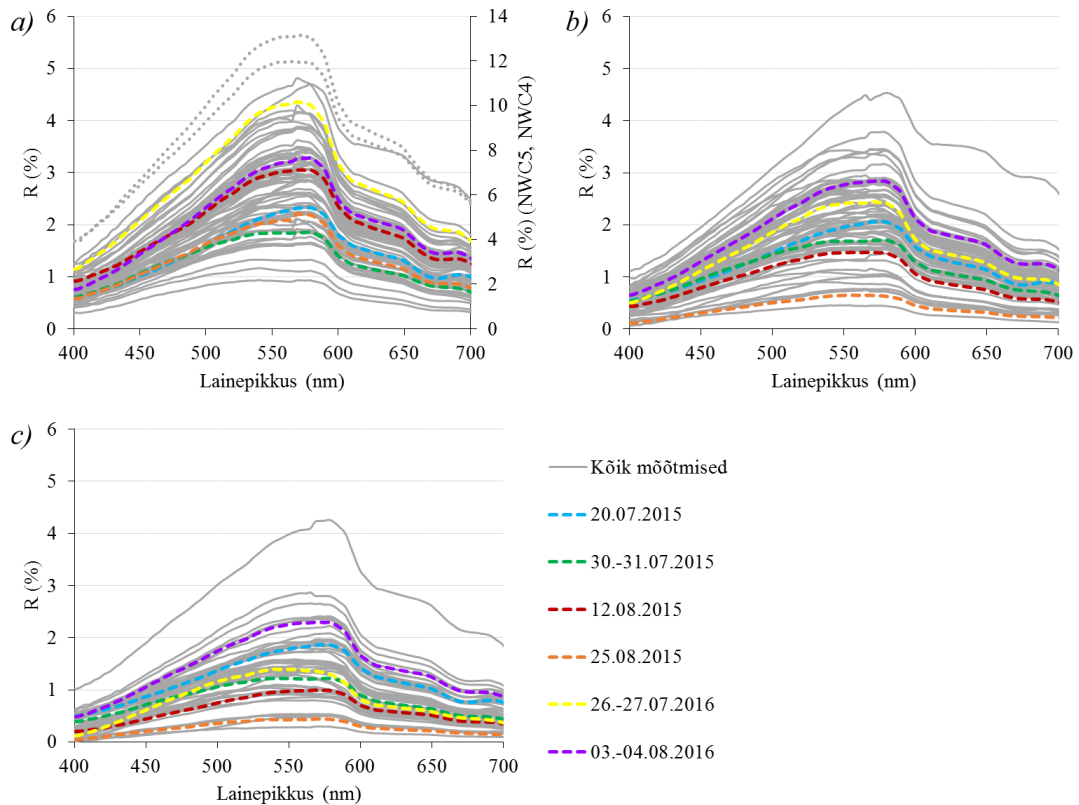 a)
R (%)
6
5
4
3
2
1
0
14
12
10
8
6
4
2
0
R (%) (NWC5, NWC4)
400 450 500 550 600 650 700
Lainepikkus (nm)
b)
R (%)
6
5
4
3
2
1
0
400 450 500 550 600 650 700
Lainepikkus (nm)
c)
R (%)
6
5
4
3
2
1
0
400 450 500 550 600 650 700
Lainepikkus (nm)
Kõik mõõtmised
20.07.2015
30.-31.07.2015
12.08.2015
25.08.2015
26.-27.07.2016
03.-04.08.2016